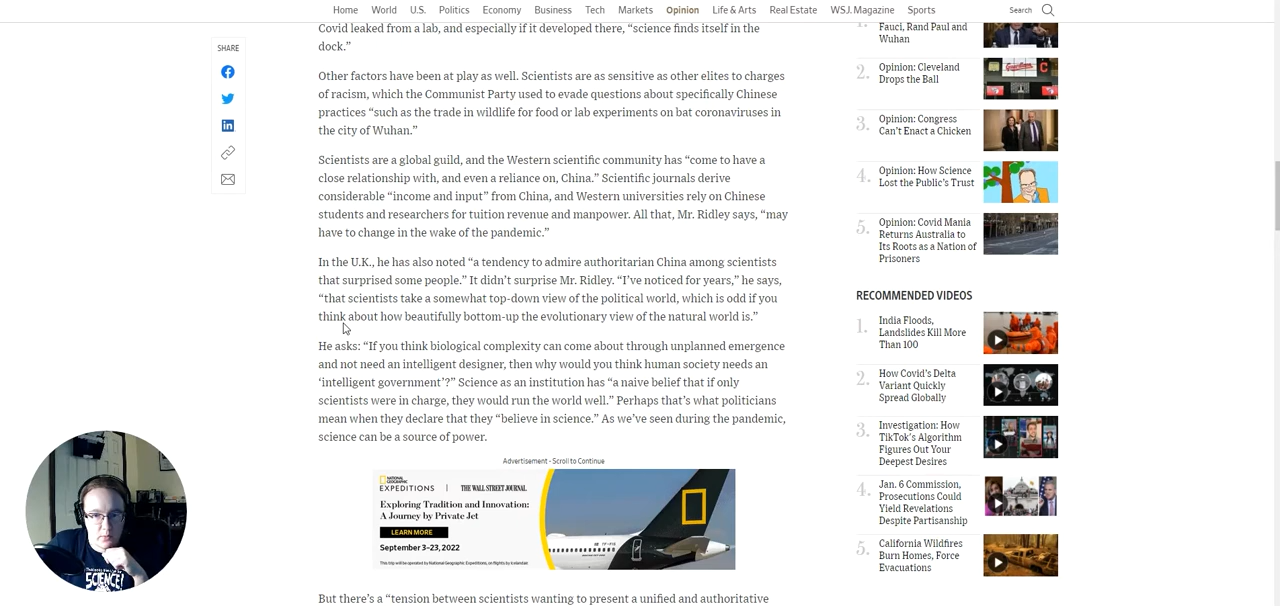 Home World U.S. Politics Economy Business Tech Markets Opinion Life & Arts Real Estate WSJ. Magazine Sports Search
SHARE
Covid leaked from a lab, and especially if it developed there, “science finds itself in the
dock.”
Other factors have been at play as well. Scientists are as sensitive as other elites to charges
of racism, which the Communist Party used to evade questions about specifically Chinese
practices “such as the trade in wildlife for food or lab experiments on bat coronaviruses in
the city of Wuhan.”
Scientists are a global guild, and the Western scientific community has “come to have a
close relationship with, and even a reliance on, China.” Scientific journals derive
considerable “income and input” from China, and Western universities rely on Chinese
students and researchers for tuition revenue and manpower. All that, Mr. Ridley says, “may
have to change in the wake of the pandemic.”
In the U.K., he has also noted “a tendency to admire authoritarian China among scientists
that surprised some people.” It didn’t surprise Mr. Ridley. “I’ve noticed for years,” he says,
“that scientists take a somewhat top-down view of the political world, which is odd if you
think about how beautifully bottom-up the evolutionary view of the natural world is.”
He “If you think biological complexity can come about through unplanned emergence
and not need an intelligent designer, then why would you think human society needs an
‘intelligent government’?” Science as an institution has “a naive belief that if only
scientists were in charge, they would run the world well.” Perhaps that’s what politicians
mean when they declare that they “believe in science.” As we’ve seen during the pandemic,
science can be a source of power.
Advertisement - Scroll to Continue
NATIONAL GEOGRAPHIC
EXPEDITIONS | THE WALL STREET JOURNAL
Exploring Tradition and Innovation:
A Journey by Private Jet
LEARN MORE
September 3–23, 2022
This trip will be operated by National Geographic Expeditions, on flights by Icelandair.
But there’s a “tension between scientists wanting to present a unified and authoritative
1.
Fauci, Rand Paul and
Wuhan
2. Opinion: Cleveland
Drops the Ball
3. Opinion: Congress
Can’t Enact a Chicken
4. Opinion: How Science
Lost the Public’s Trust
5. Opinion: Covid Mania
Returns Australia to
Its Roots as a Nation of
Prisoners
RECOMMENDED VIDEOS
1. India Floods,
Landslides Kill More
Than 100
2. How Covid’s Delta
Variant Quickly
Spread Globally
3. Investigation: How
TikTok’s Algorithm
Figures Out Your
Deepest Desires
4. Jan. 6 Commission,
Prosecutions Could
Yield Revelations
Despite Partisanship
5. California Wildfires
Burn Homes, Force
Evacuations
SCIENCE!